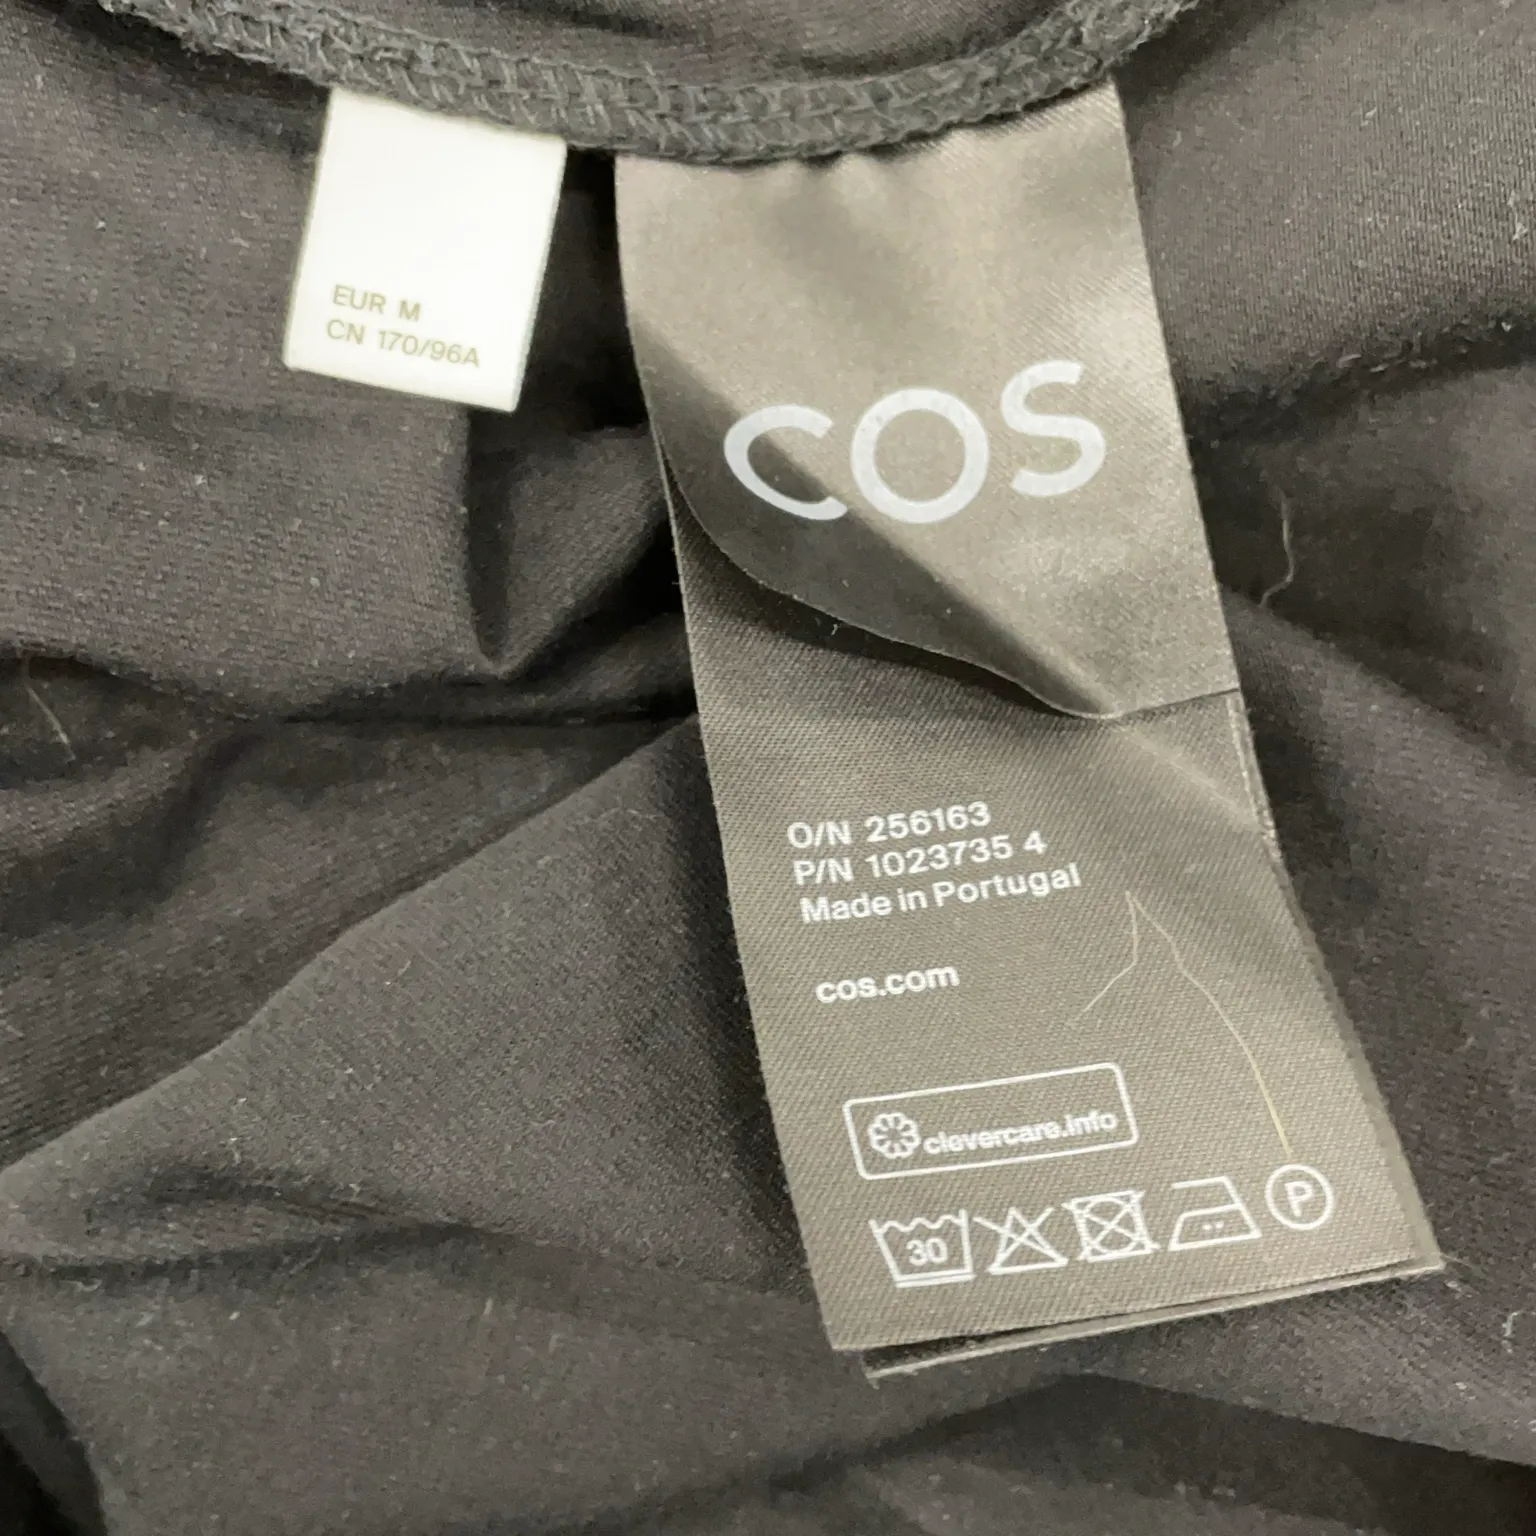 EUR M
CN 170/96A
COS
O/N 256163
P/N 1023735 4
Made in Portugal
cos.com
clevercare.info
30
P